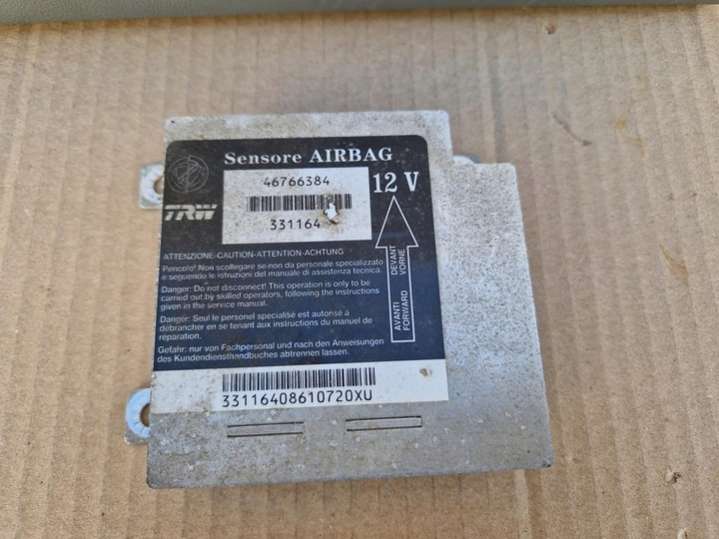 Sensore AIRBAG
46766384
12 V
TRW
331164
ATTENZIONE-CAUTION-ATTENTION-ACHTUNG
Pericolo! Non scollegare se non da personale specializzato
e seguendo le istruzioni del manuale di assistenza tecnica.
Danger: Do not disconnect! This operation is only to be
carried out by skilled operators, following the instructions
given in the service manual.
Danger: Seul le personel specialisé est autorisé à
débrancher en se tenant aux instructions du manuel de
reparation.
Gefahr: nur von Fachpersonal und nach den Anweisungen
des Kundendiensthandbuches abtrennen lassen.
AVANTI DEVANT
FORWARD VORNE
33116408610720XU